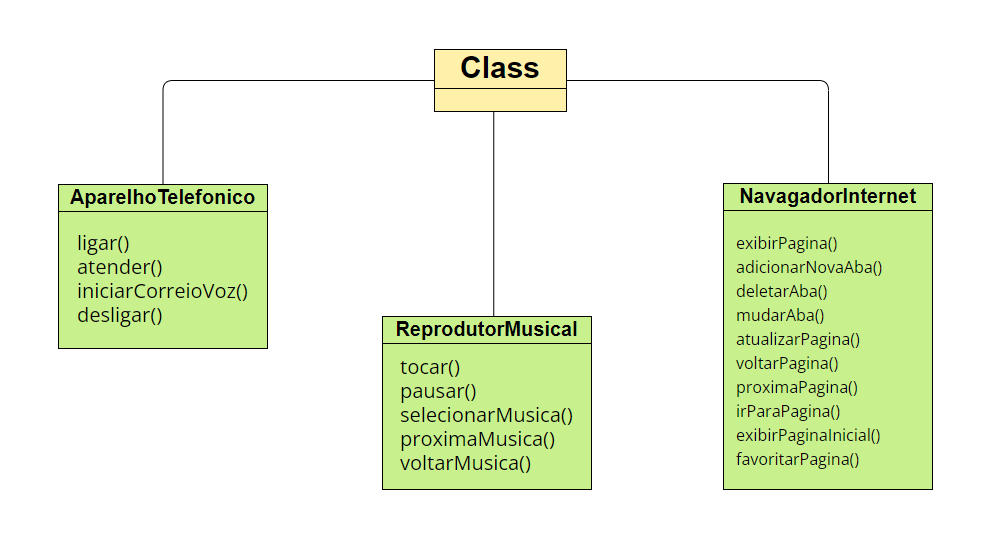 Class
AparelhoTelefonico
ligar()
atender()
iniciarCorreioVoz()
desligar()
ReprodutorMusical
tocar()
pausar()
selecionarMusica()
proximaMusica()
voltarMusica()
NavagadorInternet
exibirPagina()
adicionarNovaAba()
deletarAba()
mudarAba()
atualizarPagina()
voltarPagina()
proximaPagina()
irParaPagina()
exibirPaginaInicial()
favoritarPagina()